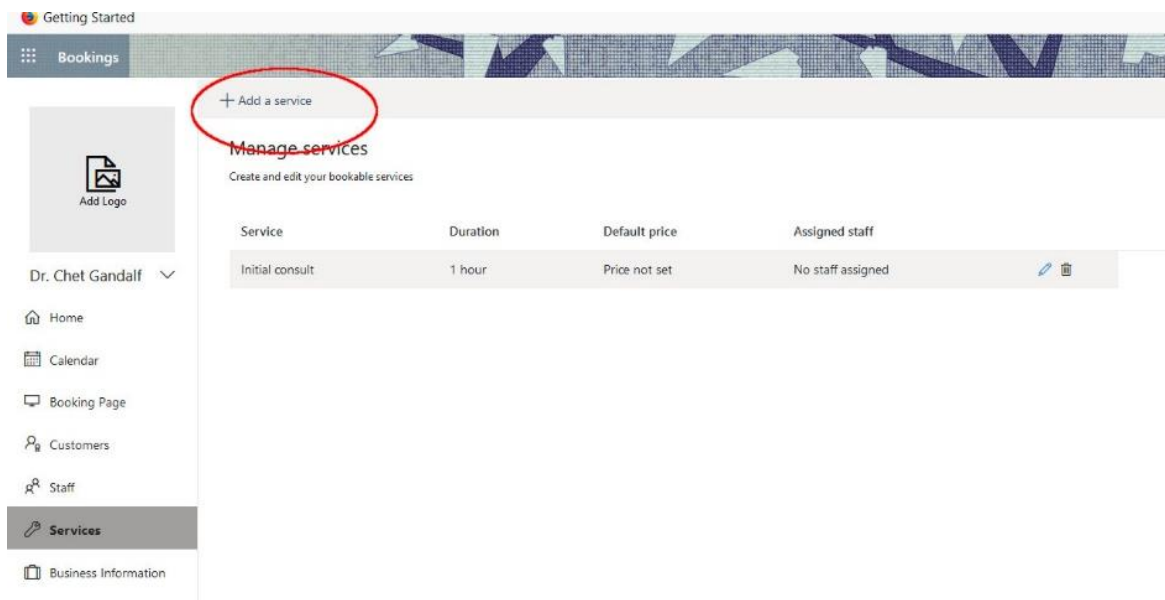 Getting Started
Bookings
+ Add a service
Manage services
Create and edit your bookable services
Add Logo
Service Duration Default price Assigned staff
Initial consult 1 hour Price not set No staff assigned
Dr. Chet Gandalf
Home
Calendar
Booking Page
Customers
Staff
Services
Business Information